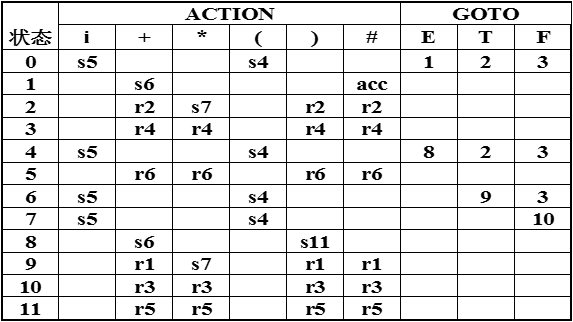 ACTION GOTO
状态 i + * ( ) # E T F
0 s5 s4 1 2 3
1 s6 acc
2 r2 s7 r2 r2
3 r4 r4 r4 r4
4 s5 s4 8 2 3
5 r6 r6 r6 r6
6 s5 s4 9 3
7 s5 s4 10
8 s6 s11
9 r1 s7 r1 r1
10 r3 r3 r3 r3
11 r5 r5 r5 r5